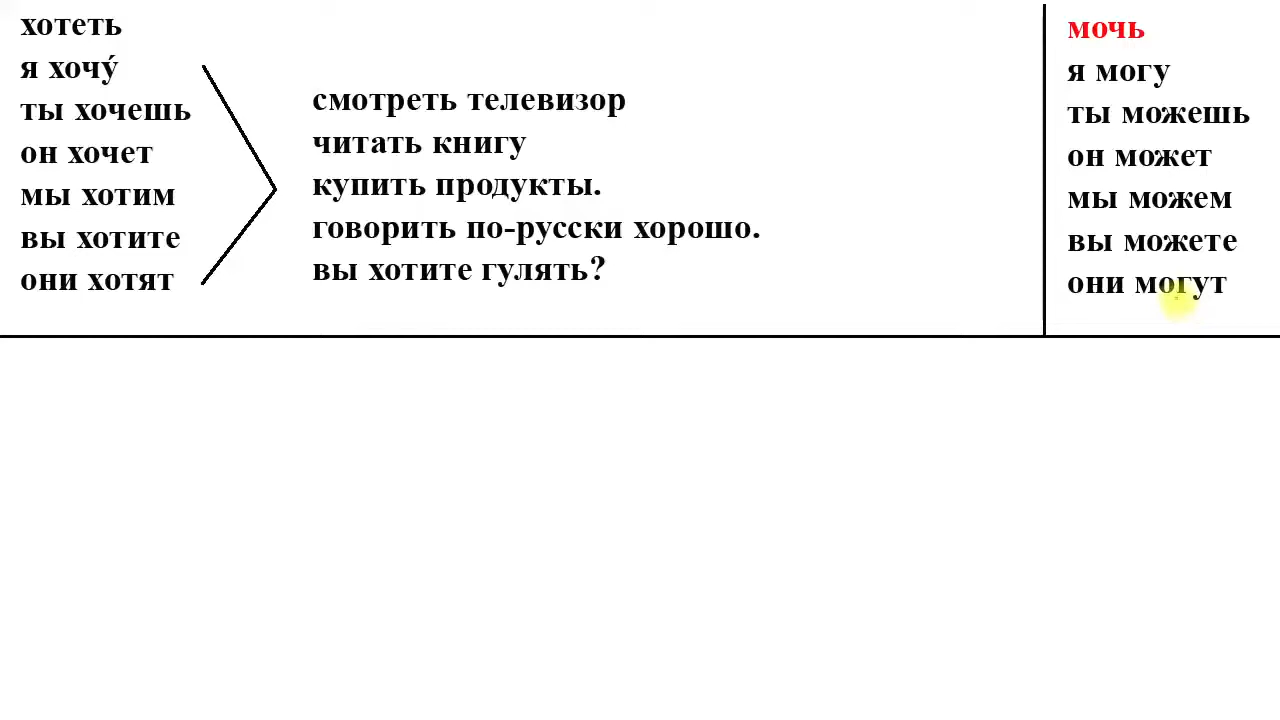 хотеть
я хочу́
ты хочешь
он хочет
мы хотим
вы хотите
они хотят
смотреть телевизор
читать книгу
купить продукты.
говорить по-русски хорошо.
вы хотите гулять?
мочь
я могу
ты можешь
он может
мы можем
вы можете
они могут